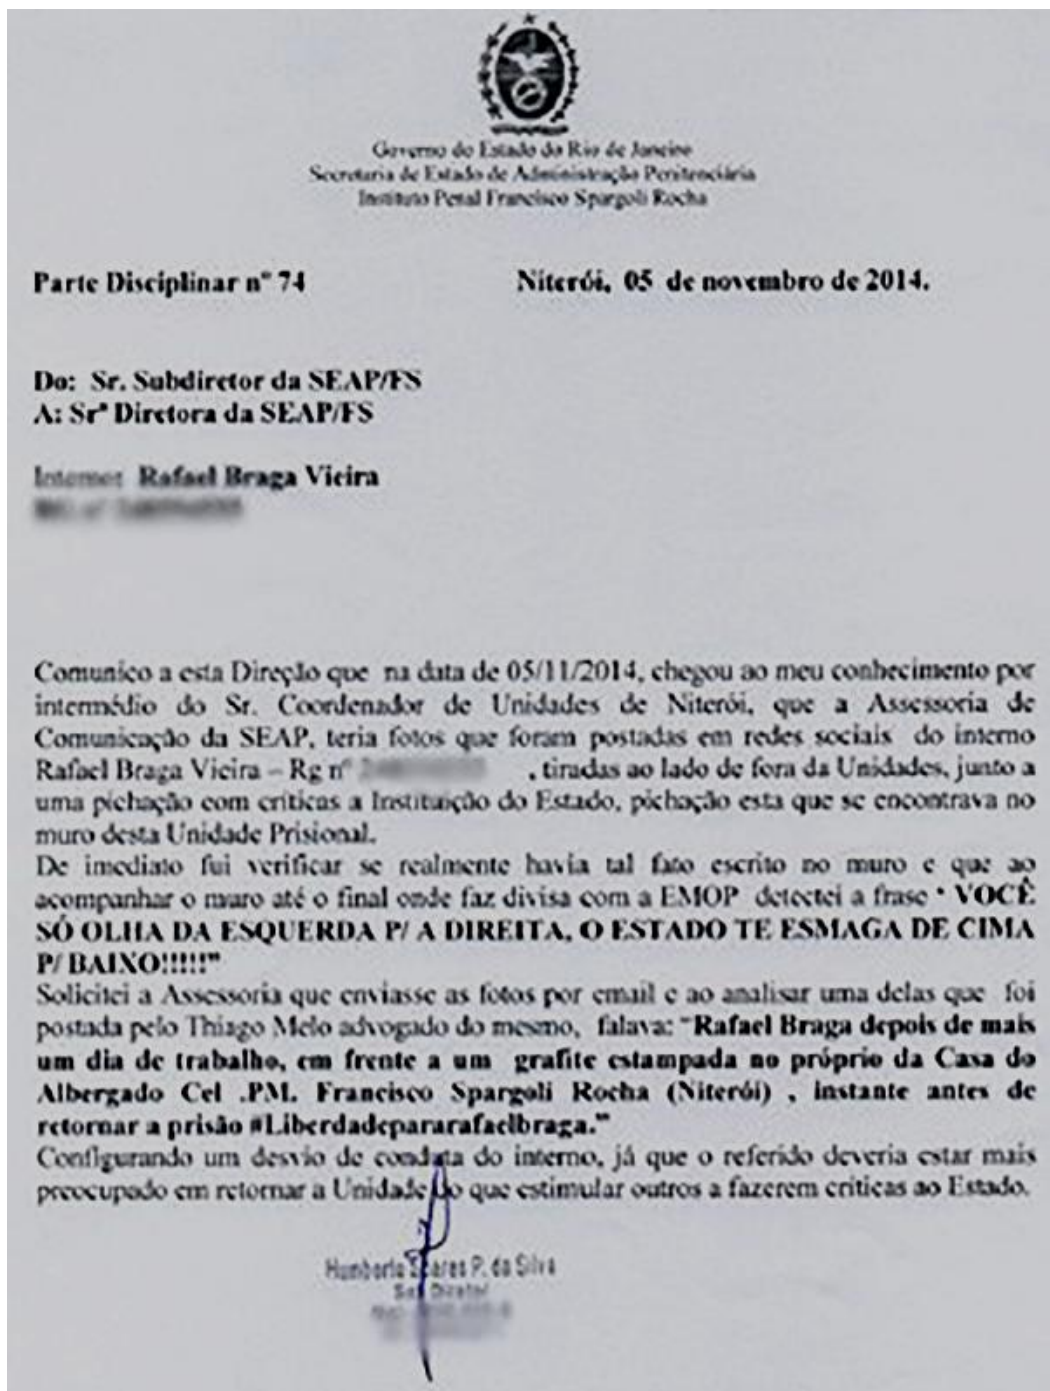 Governo do Estado do Rio de Janeiro
Secretaria de Estado de Administração Penitenciária
Instituto Penal Francisco Spargoli Rocha
Parte Disciplinar nº 74 Niterói, 05 de novembro de 2014.
Do: Sr. Subdiretor da SEAP/FS
A: Srª Diretora da SEAP/FS
Interno: Rafael Braga Vieira
Comunico a esta Direção que na data de 05/11/2014, chegou ao meu conhecimento por
intermédio do Sr. Coordenador de Unidades de Niterói, que a Assessoria de
Comunicação da SEAP, teria fotos que foram postadas em redes sociais do interno
Rafael Braga Vieira – Rg nº , tiradas ao lado de fora da Unidades, junto a
uma pichação com críticas a Instituição do Estado, pichação esta que se encontrava no
muro desta Unidade Prisional.
De imediato fui verificar se realmente havia tal fato escrito no muro e que ao
acompanhar o muro até o final onde faz divisa com a EMOP detectei a frase " VOCÊ
SÓ OLHA DA ESQUERDA P/ A DIREITA, O ESTADO TE ESMAGA DE CIMA
P/ BAIXO!!!!!"
Solicitei a Assessoria que enviasse as fotos por email e ao analisar uma delas que foi
postada pelo Thiago Melo advogado do mesmo, falava: "Rafael Braga depois de mais
um dia de trabalho, em frente a um grafite estampada no próprio da Casa do
Albergado Cel .PM. Francisco Spargoli Rocha (Niterói) , instante antes de
retornar a prisão #Liberdadepararafaelbraga."
Configurando um desvio de conduta do interno, já que o referido deveria estar mais
preocupado em retornar a Unidade do que estimular outros a fazerem críticas ao Estado.
Humberto Soares P. da Silva
Sub Diretor